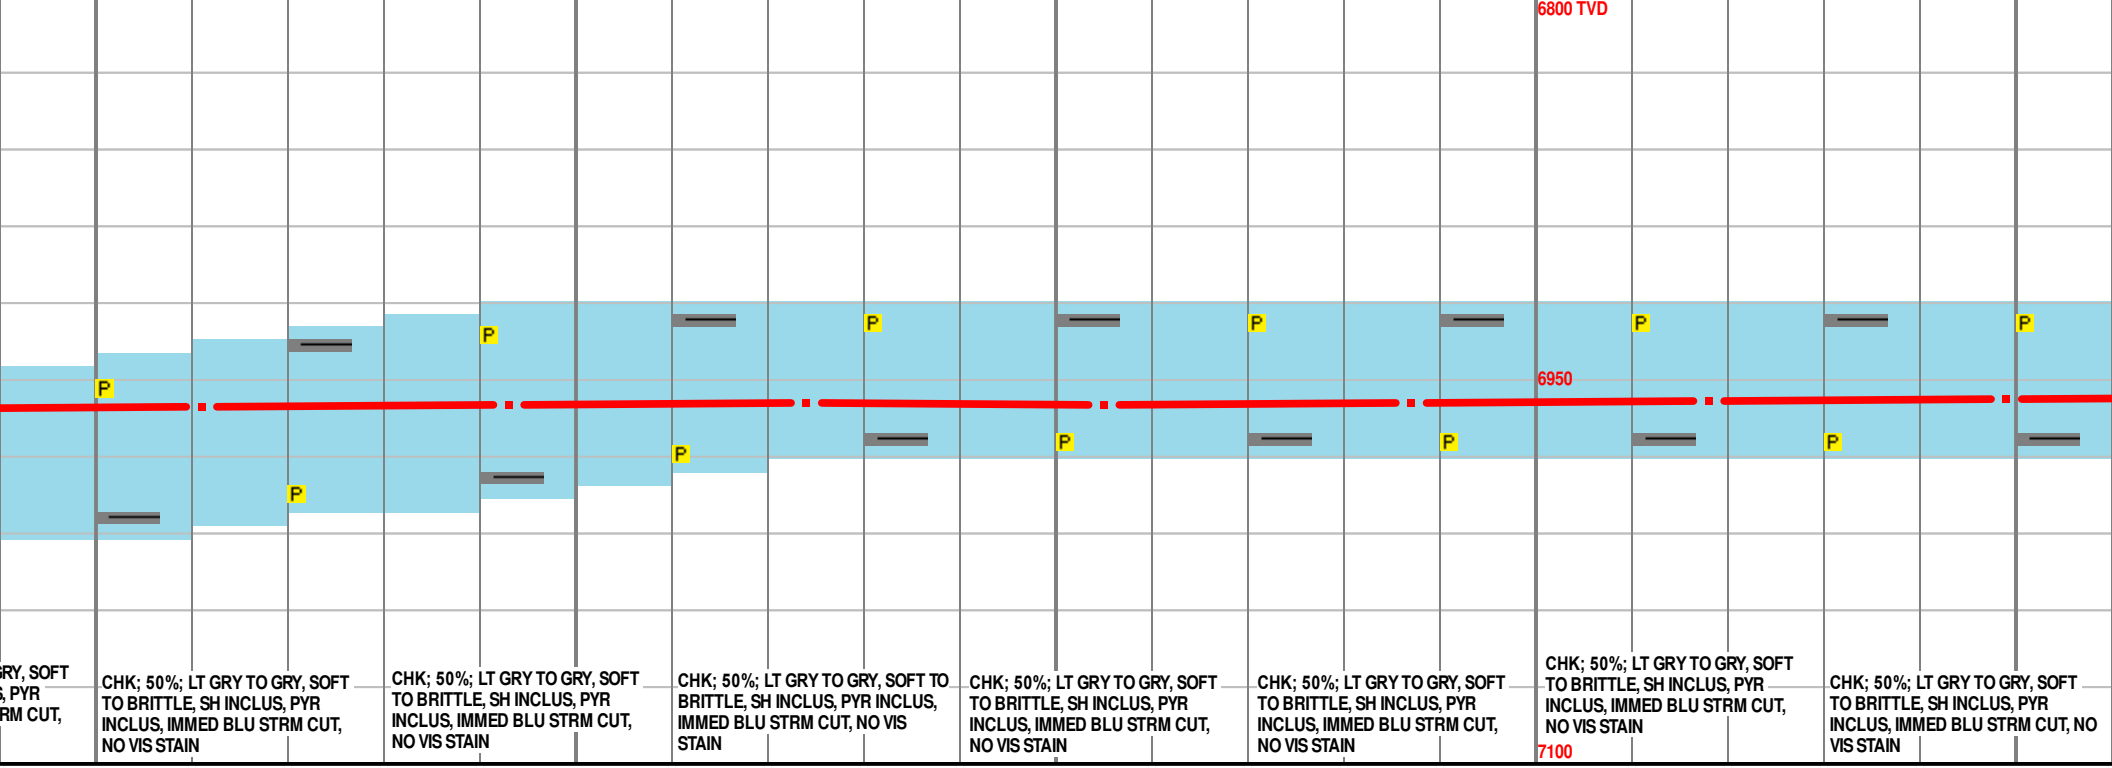 6800 TVD
P
P
P
P
P
P
P
P
6950
P
P
P
P
P
GRY, SOFT
S, PYR
RM CUT,
CHK; 50%; LT GRY TO GRY, SOFT
TO BRITTLE, SH INCLUS, PYR
INCLUS, IMMED BLU STRM CUT,
NO VIS STAIN
CHK; 50%; LT GRY TO GRY, SOFT
TO BRITTLE, SH INCLUS, PYR
INCLUS, IMMED BLU STRM CUT,
NO VIS STAIN
CHK; 50%; LT GRY TO GRY, SOFT TO
BRITTLE, SH INCLUS, PYR INCLUS,
IMMED BLU STRM CUT, NO VIS
STAIN
CHK; 50%; LT GRY TO GRY, SOFT
TO BRITTLE, SH INCLUS, PYR
INCLUS, IMMED BLU STRM CUT,
NO VIS STAIN
CHK; 50%; LT GRY TO GRY, SOFT
TO BRITTLE, SH INCLUS, PYR
INCLUS, IMMED BLU STRM CUT,
NO VIS STAIN
CHK; 50%; LT GRY TO GRY, SOFT
TO BRITTLE, SH INCLUS, PYR
INCLUS, IMMED BLU STRM CUT,
NO VIS STAIN
CHK; 50%; LT GRY TO GRY, SOFT
TO BRITTLE, SH INCLUS, PYR
INCLUS, IMMED BLU STRM CUT, NO
VIS STAIN
7100